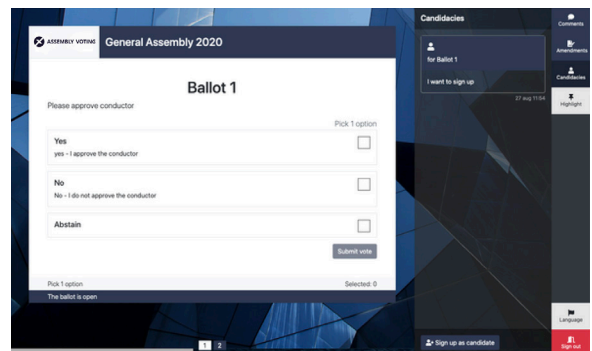 ASSEMBLY VOTING
General Assembly 2020
Ballot 1
Please approve conductor
Pick 1 option
Yes
yes - I approve the conductor
No
No - I do not approve the conductor
Abstain
Submit vote
Pick 1 option
Selected: 0
The ballot is open
1 2
Candidacies
for Ballot 1
I want to sign up
27 aug 11:54
Sign up as candidate
Comments
Amendments
Candidacies
Highlight
Language
Sign out